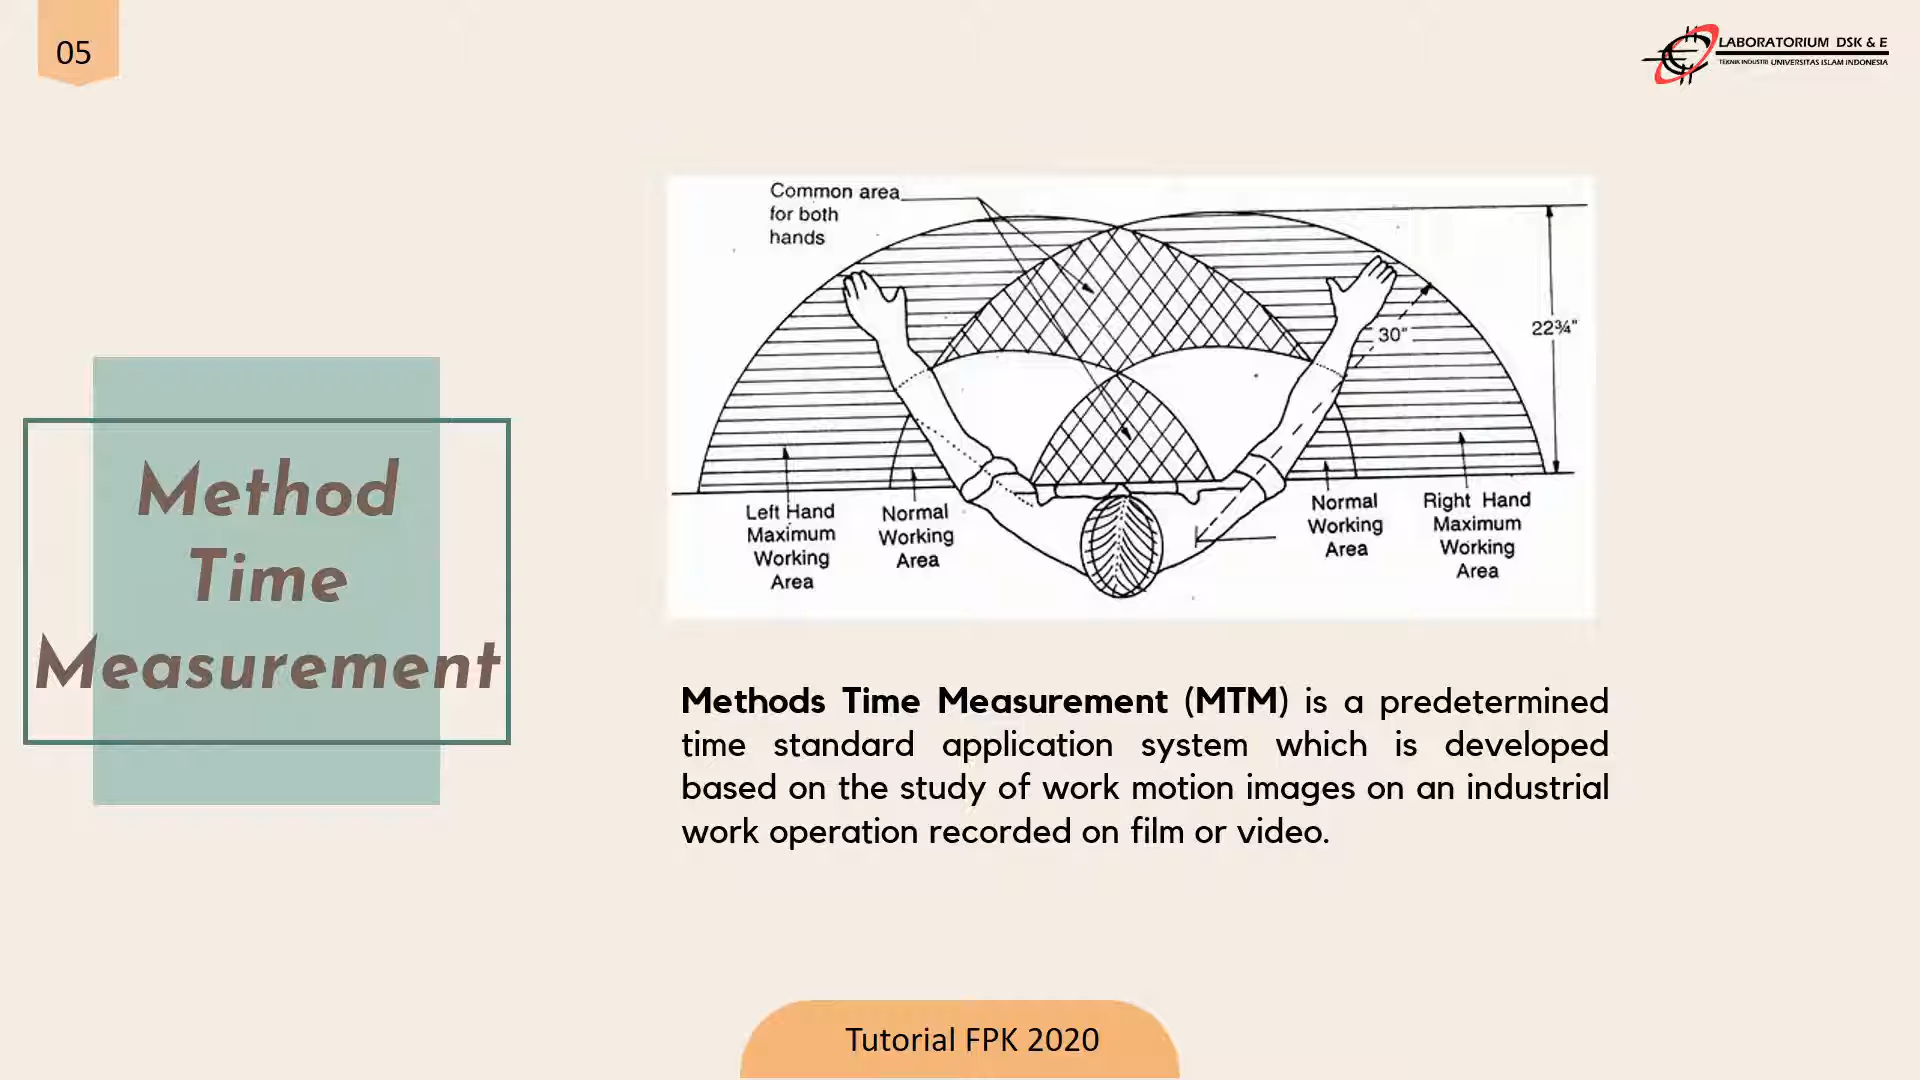 05
LABORATORIUM DSK & E
TEKNIK INDUSTRI UNIVERSITAS ISLAM INDONESIA
Common area
for both
hands
30"
22¾"
Left Hand
Maximum
Working
Area
Normal
Working
Area
Normal
Working
Area
Right Hand
Maximum
Working
Area
Method
Time
Measurement
Methods Time Measurement (MTM) is a predetermined
time standard application system which is developed
based on the study of work motion images on an industrial
work operation recorded on film or video.
Tutorial FPK 2020